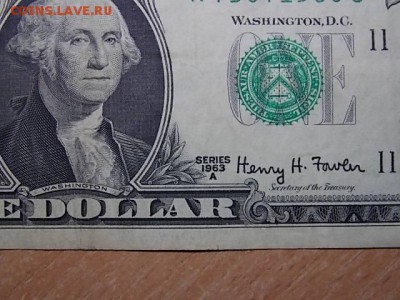 COINS.LAVE.RU
WASHINGTON, D.C.
ONE
11
SERIES
1963
A
Henry H. Fowler
11
Secretary of the Treasury.
WASHINGTON
E DOLLAR